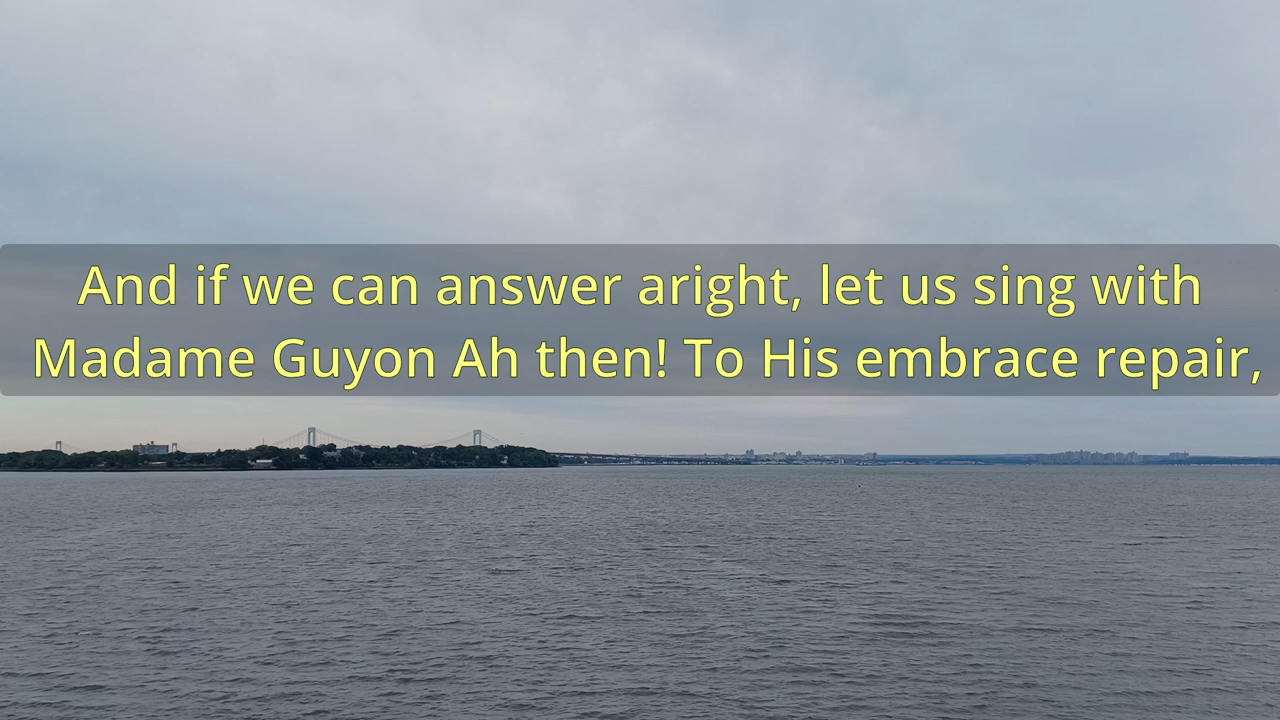 And if we can answer aright, let us sing with
Madame Guyon Ah then! To His embrace repair,